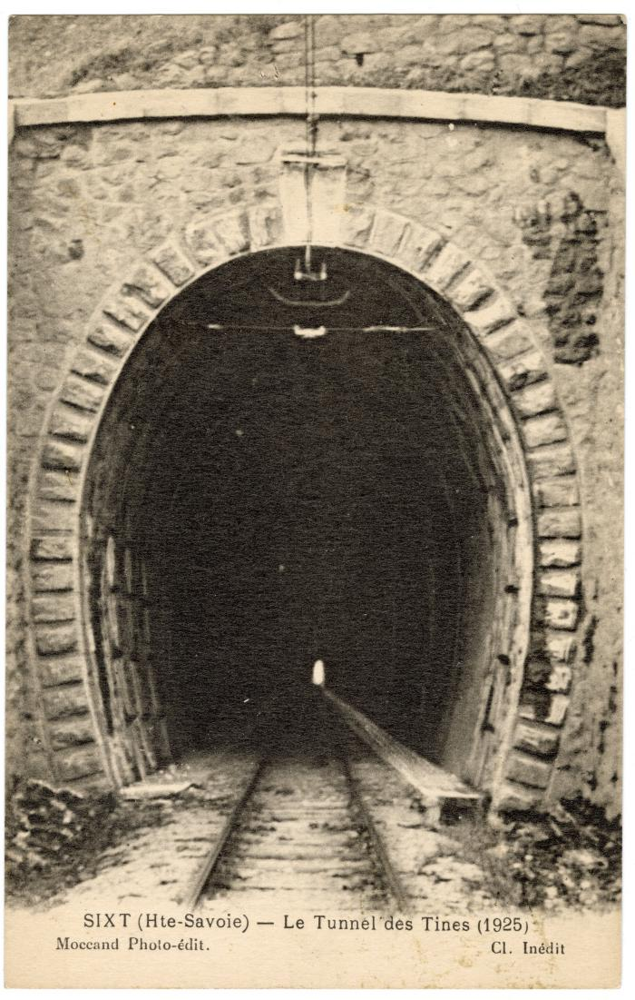 SIXT (Hte-Savoie) — Le Tunnel des Tines (1925)
Moccand Photo-édit. Cl. Inédit